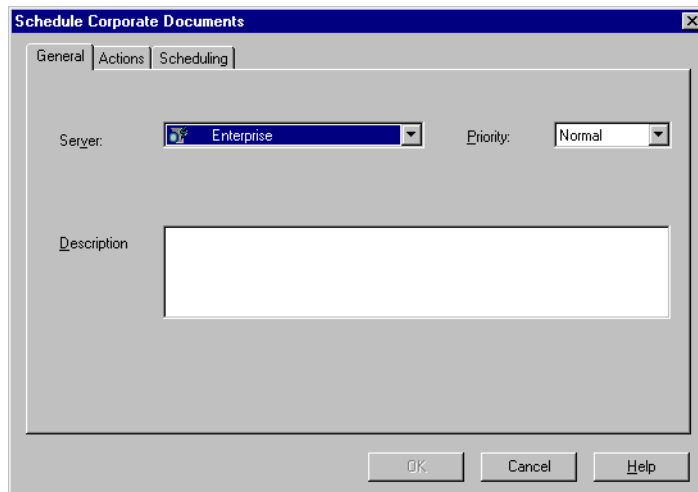 Schedule Corporate Documents
General Actions Scheduling
Server: Enterprise Priority: Normal
Description
OK Cancel Help